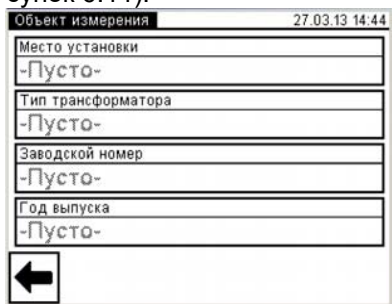 Объект измерения 27.03.13 14:44
Место установки
-Пусто-
Тип трансформатора
-Пусто-
Заводской номер
-Пусто-
Год выпуска
-Пусто-